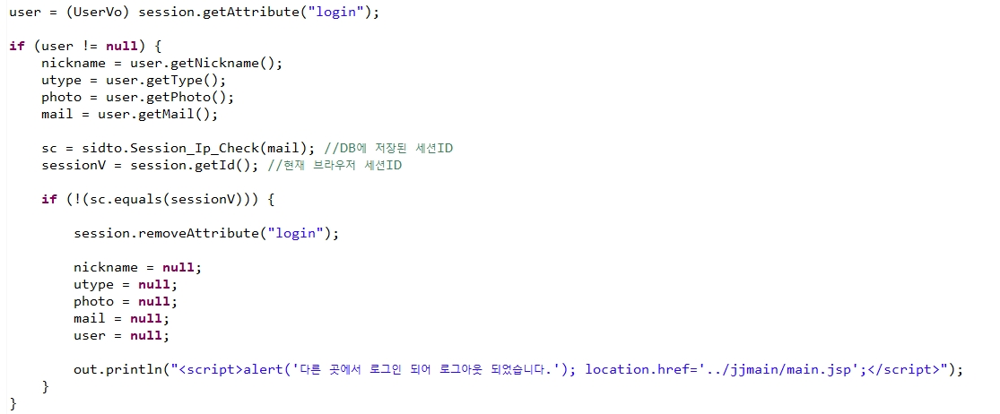 user = (UserVo) session.getAttribute("login");
if (user != null) {
nickname = user.getNickname();
utype = user.getType();
photo = user.getPhoto();
mail = user.getMail();
sc = sidto.Session_Ip_Check(mail); //DB에 저장된 세션ID
sessionV = session.getId(); //현재 브라우저 세션ID
if (!(sc.equals(sessionV))) {
session.removeAttribute("login");
nickname = null;
utype = null;
photo = null;
mail = null;
user = null;
out.println("<script>alert('다른 곳에서 로그인 되어 로그아웃 되었습니다.'); location.href='../jjmain/main.jsp';</script>");
}
}